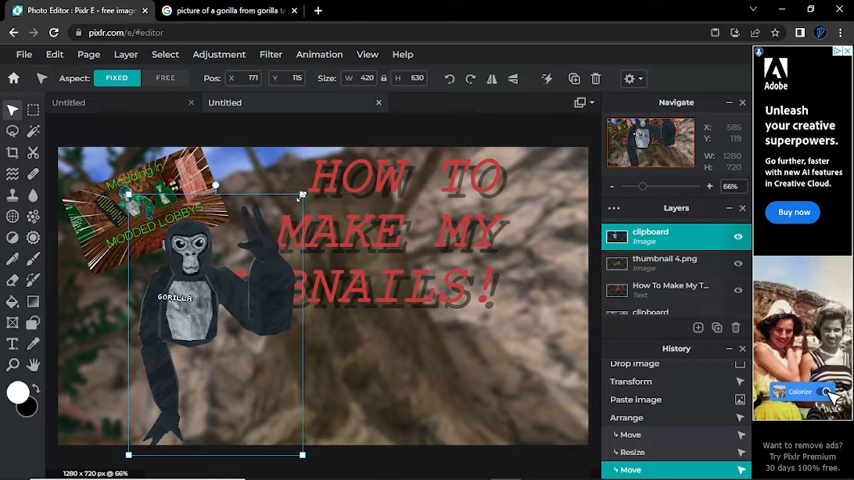 Photo Editor : Pixlr E - free image
picture of a gorilla from gorilla ta
pixlr.com/e/#editor
File Edit Page Layer Select Adjustment Filter Animation View Help
Aspect: FIXED FREE Pos: X 171 Y 115 Size: W 420 H 630
Untitled
Untitled
Navigate
X: 585
Y: 119
W: 1280
H: 720
66%
Layers
clipboard
Image
thumbnail 4.png
Image
How To Make My T...
Text
clipboard
History
Drop image
Transform
Paste image
Arrange
Move
Resize
Move
Modding in
MODDED LOBBYS
HOW TO
MAKE MY
BNAILS!
GORILLA
1280 x 720 px @ 66%
Adobe
Unleash
your creative
superpowers.
Go further, faster
with new AI features
in Creative Cloud.
Buy now
Colorize
Want to remove ads?
Try Pixlr Premium
30 days 100% free.